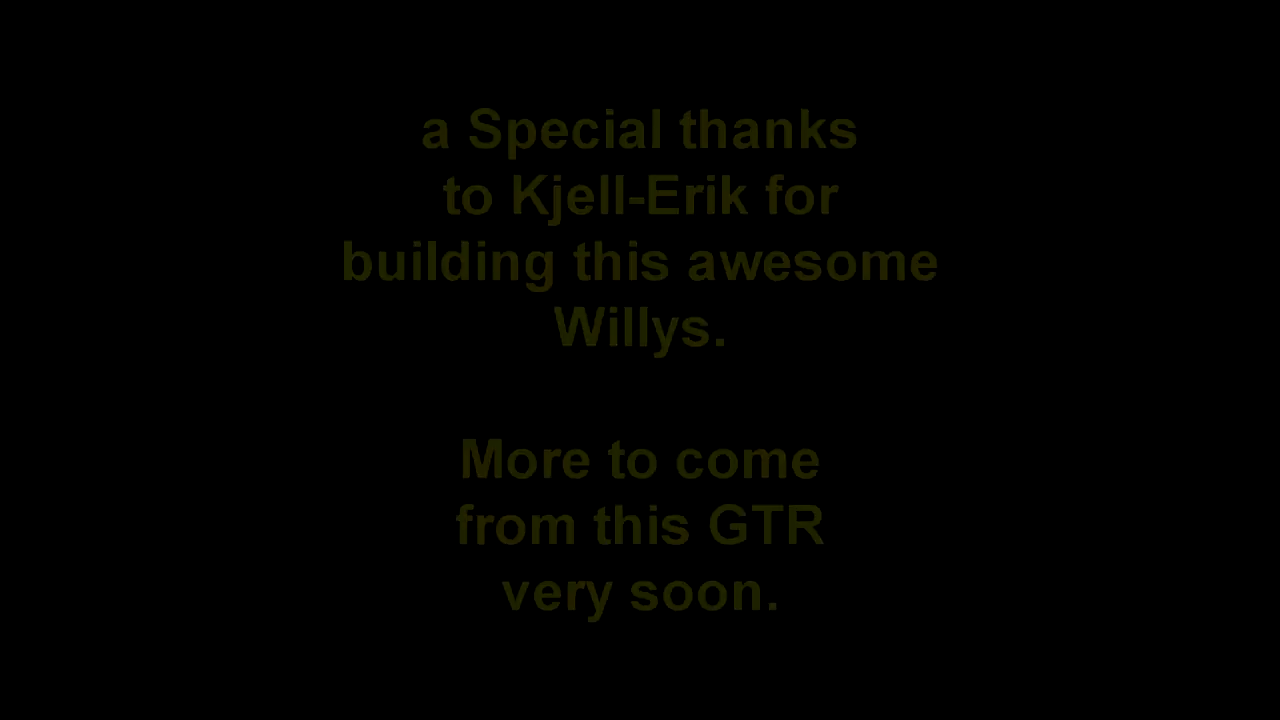 a Special thanks
to Kjell-Erik for
building this awesome
Willys.
More to come
from this GTR
very soon.